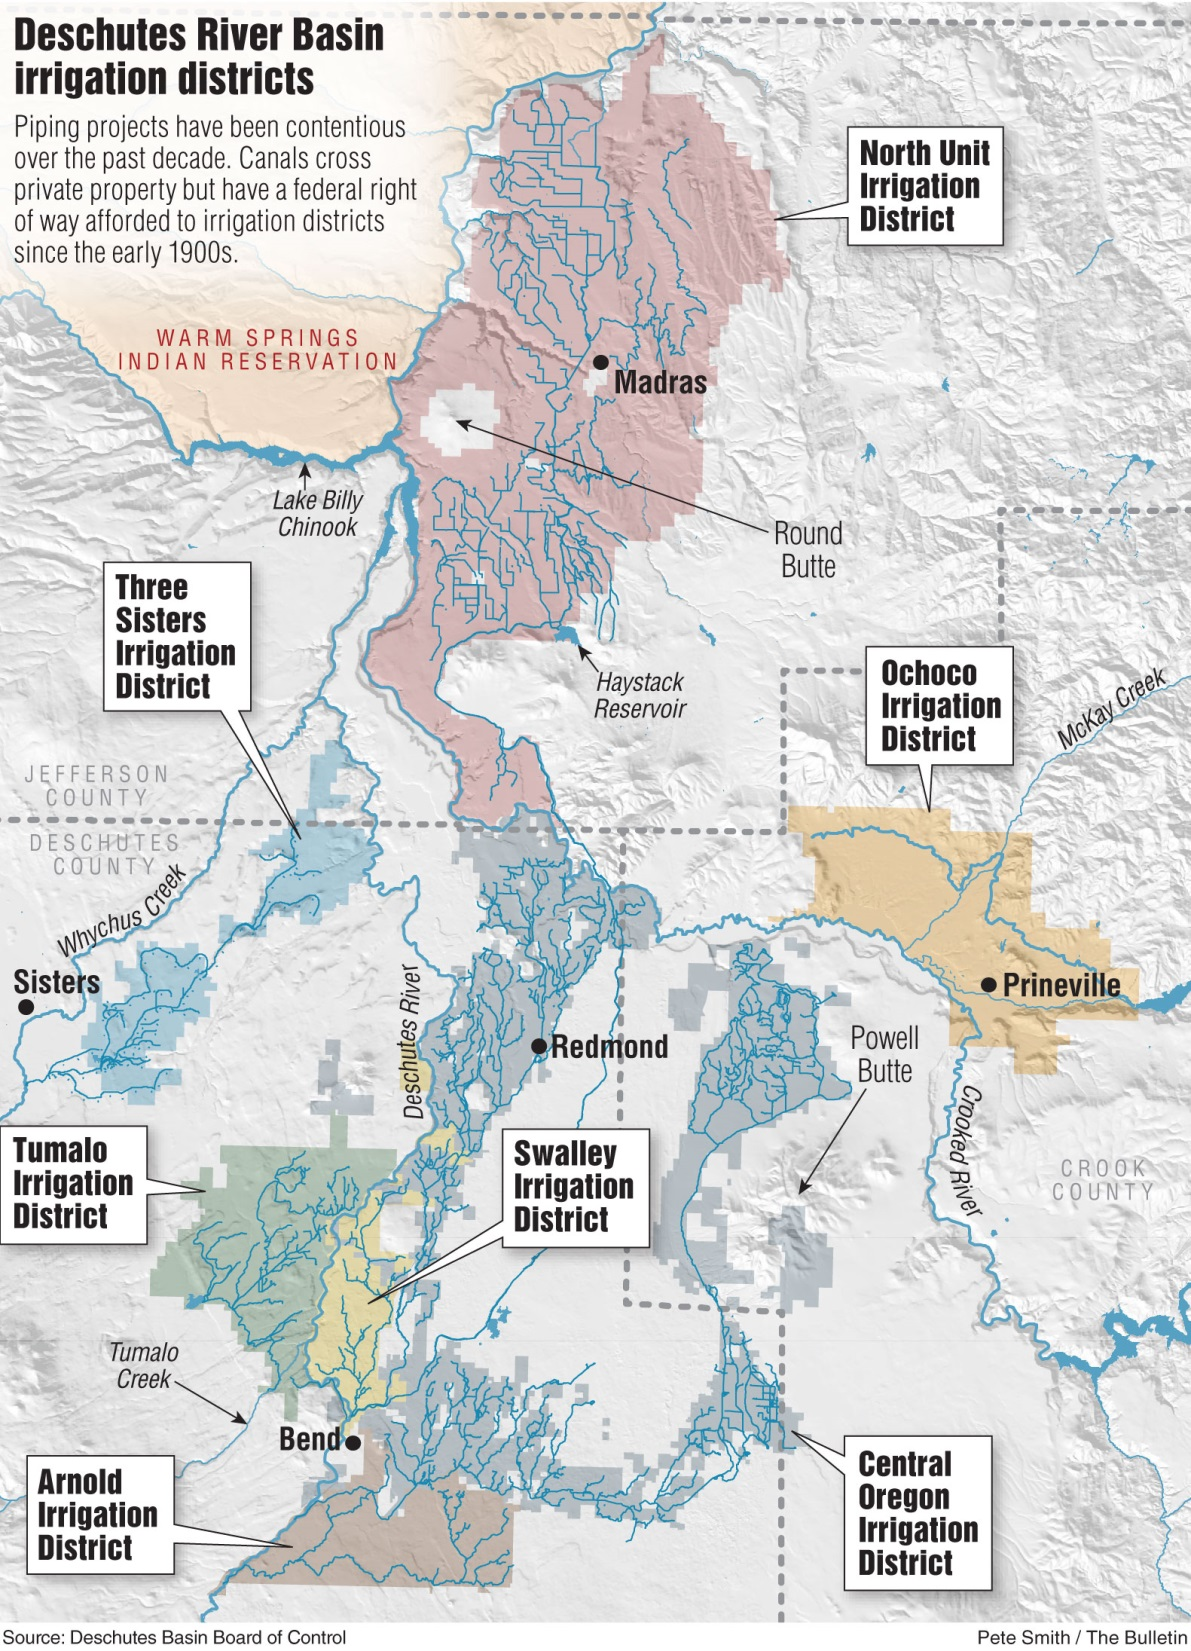 Deschutes River Basin
irrigation districts
Piping projects have been contentious
over the past decade. Canals cross
private property but have a federal right
of way afforded to irrigation districts
since the early 1900s.
North Unit
Irrigation
District
WARM SPRINGS
INDIAN RESERVATION
Madras
Lake Billy
Chinook
Round
Butte
Three
Sisters
Irrigation
District
Haystack
Reservoir
Ochoco
Irrigation
District
McKay Creek
JEFFERSON
COUNTY
DESCHUTES
COUNTY
Whychus Creek
Sisters
Deschutes River
Redmond
Prineville
Powell
Butte
Crooked River
CROOK
COUNTY
Tumalo
Irrigation
District
Swalley
Irrigation
District
Tumalo
Creek
Bend
Arnold
Irrigation
District
Central
Oregon
Irrigation
District
Source: Deschutes Basin Board of Control
Pete Smith / The Bulletin